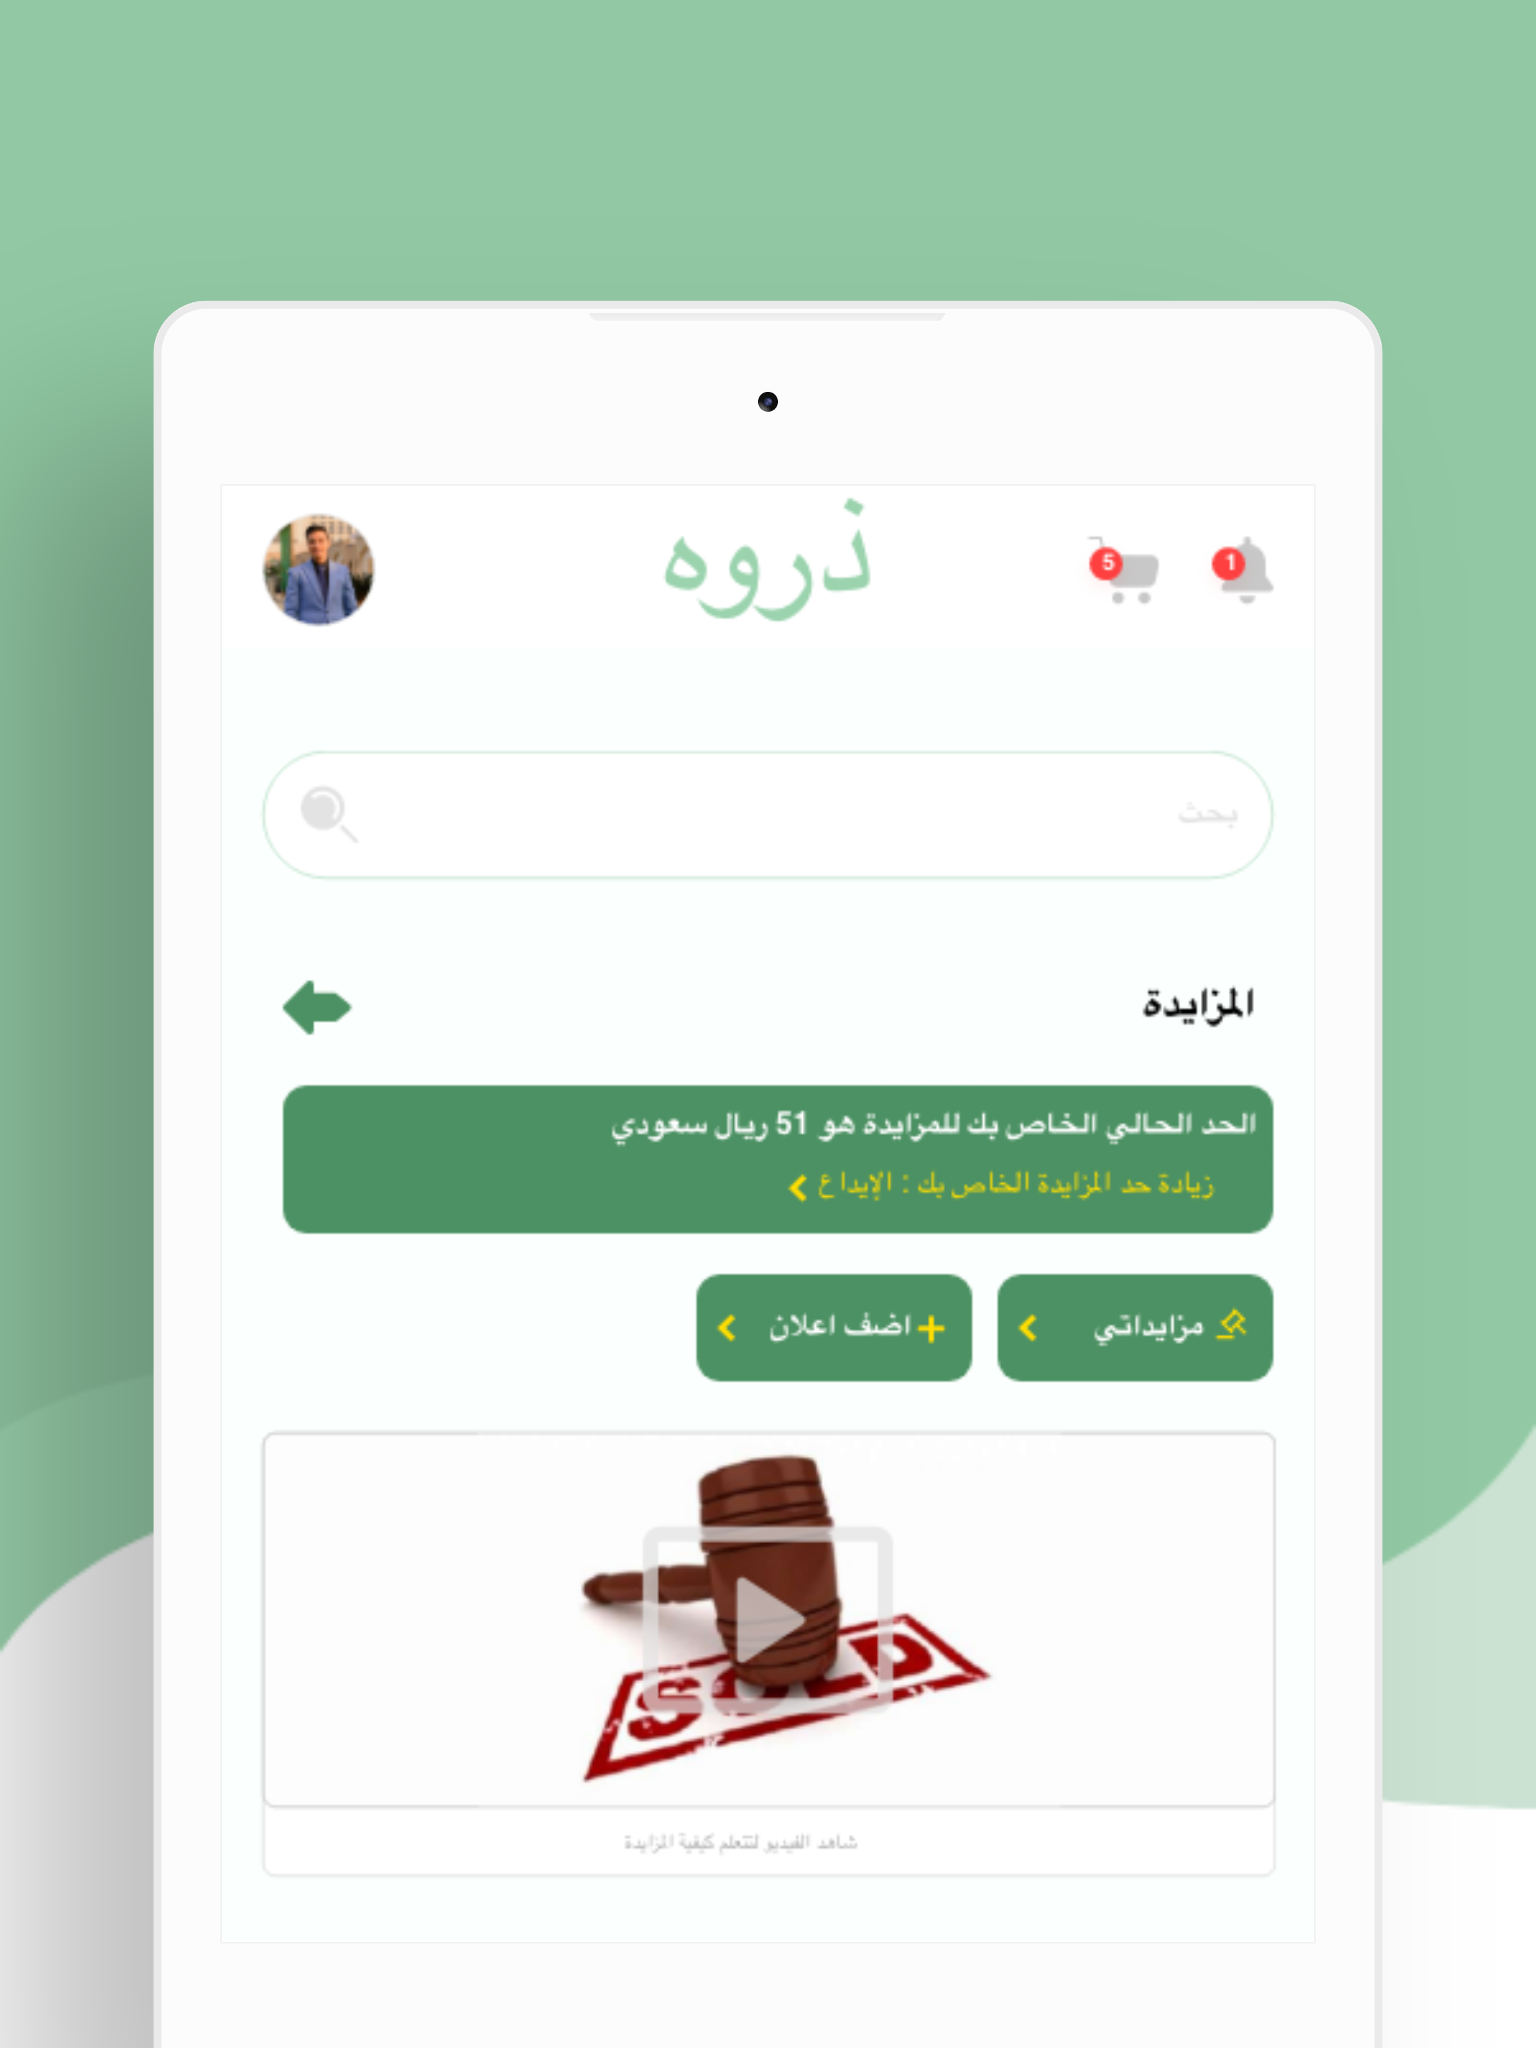 ذروه
5
1
بحث
المزايدة
الحد الحالي الخاص بك للمزايدة هو 51 ريال سعودي
زيادة حد المزايدة الخاص بك : الإيداع
مزايداتي
اضف اعلان
SOLD
شاهد الفيديو لتتعلم كيفية المزايدة